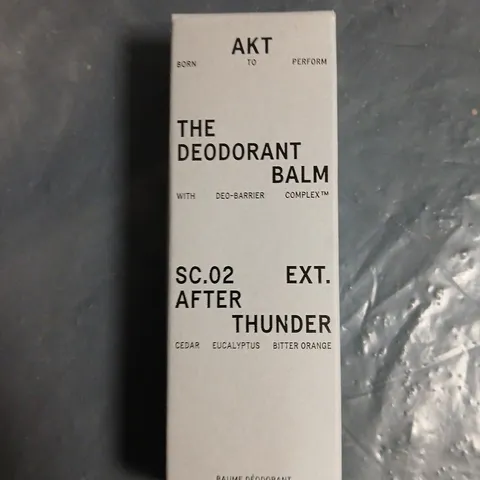 AKT
BORN TO PERFORM
THE
DEODORANT
BALM
WITH DEO-BARRIER COMPLEX™
SC.02 EXT.
AFTER
THUNDER
CEDAR EUCALYPTUS BITTER ORANGE
BAUME DÉODORANT